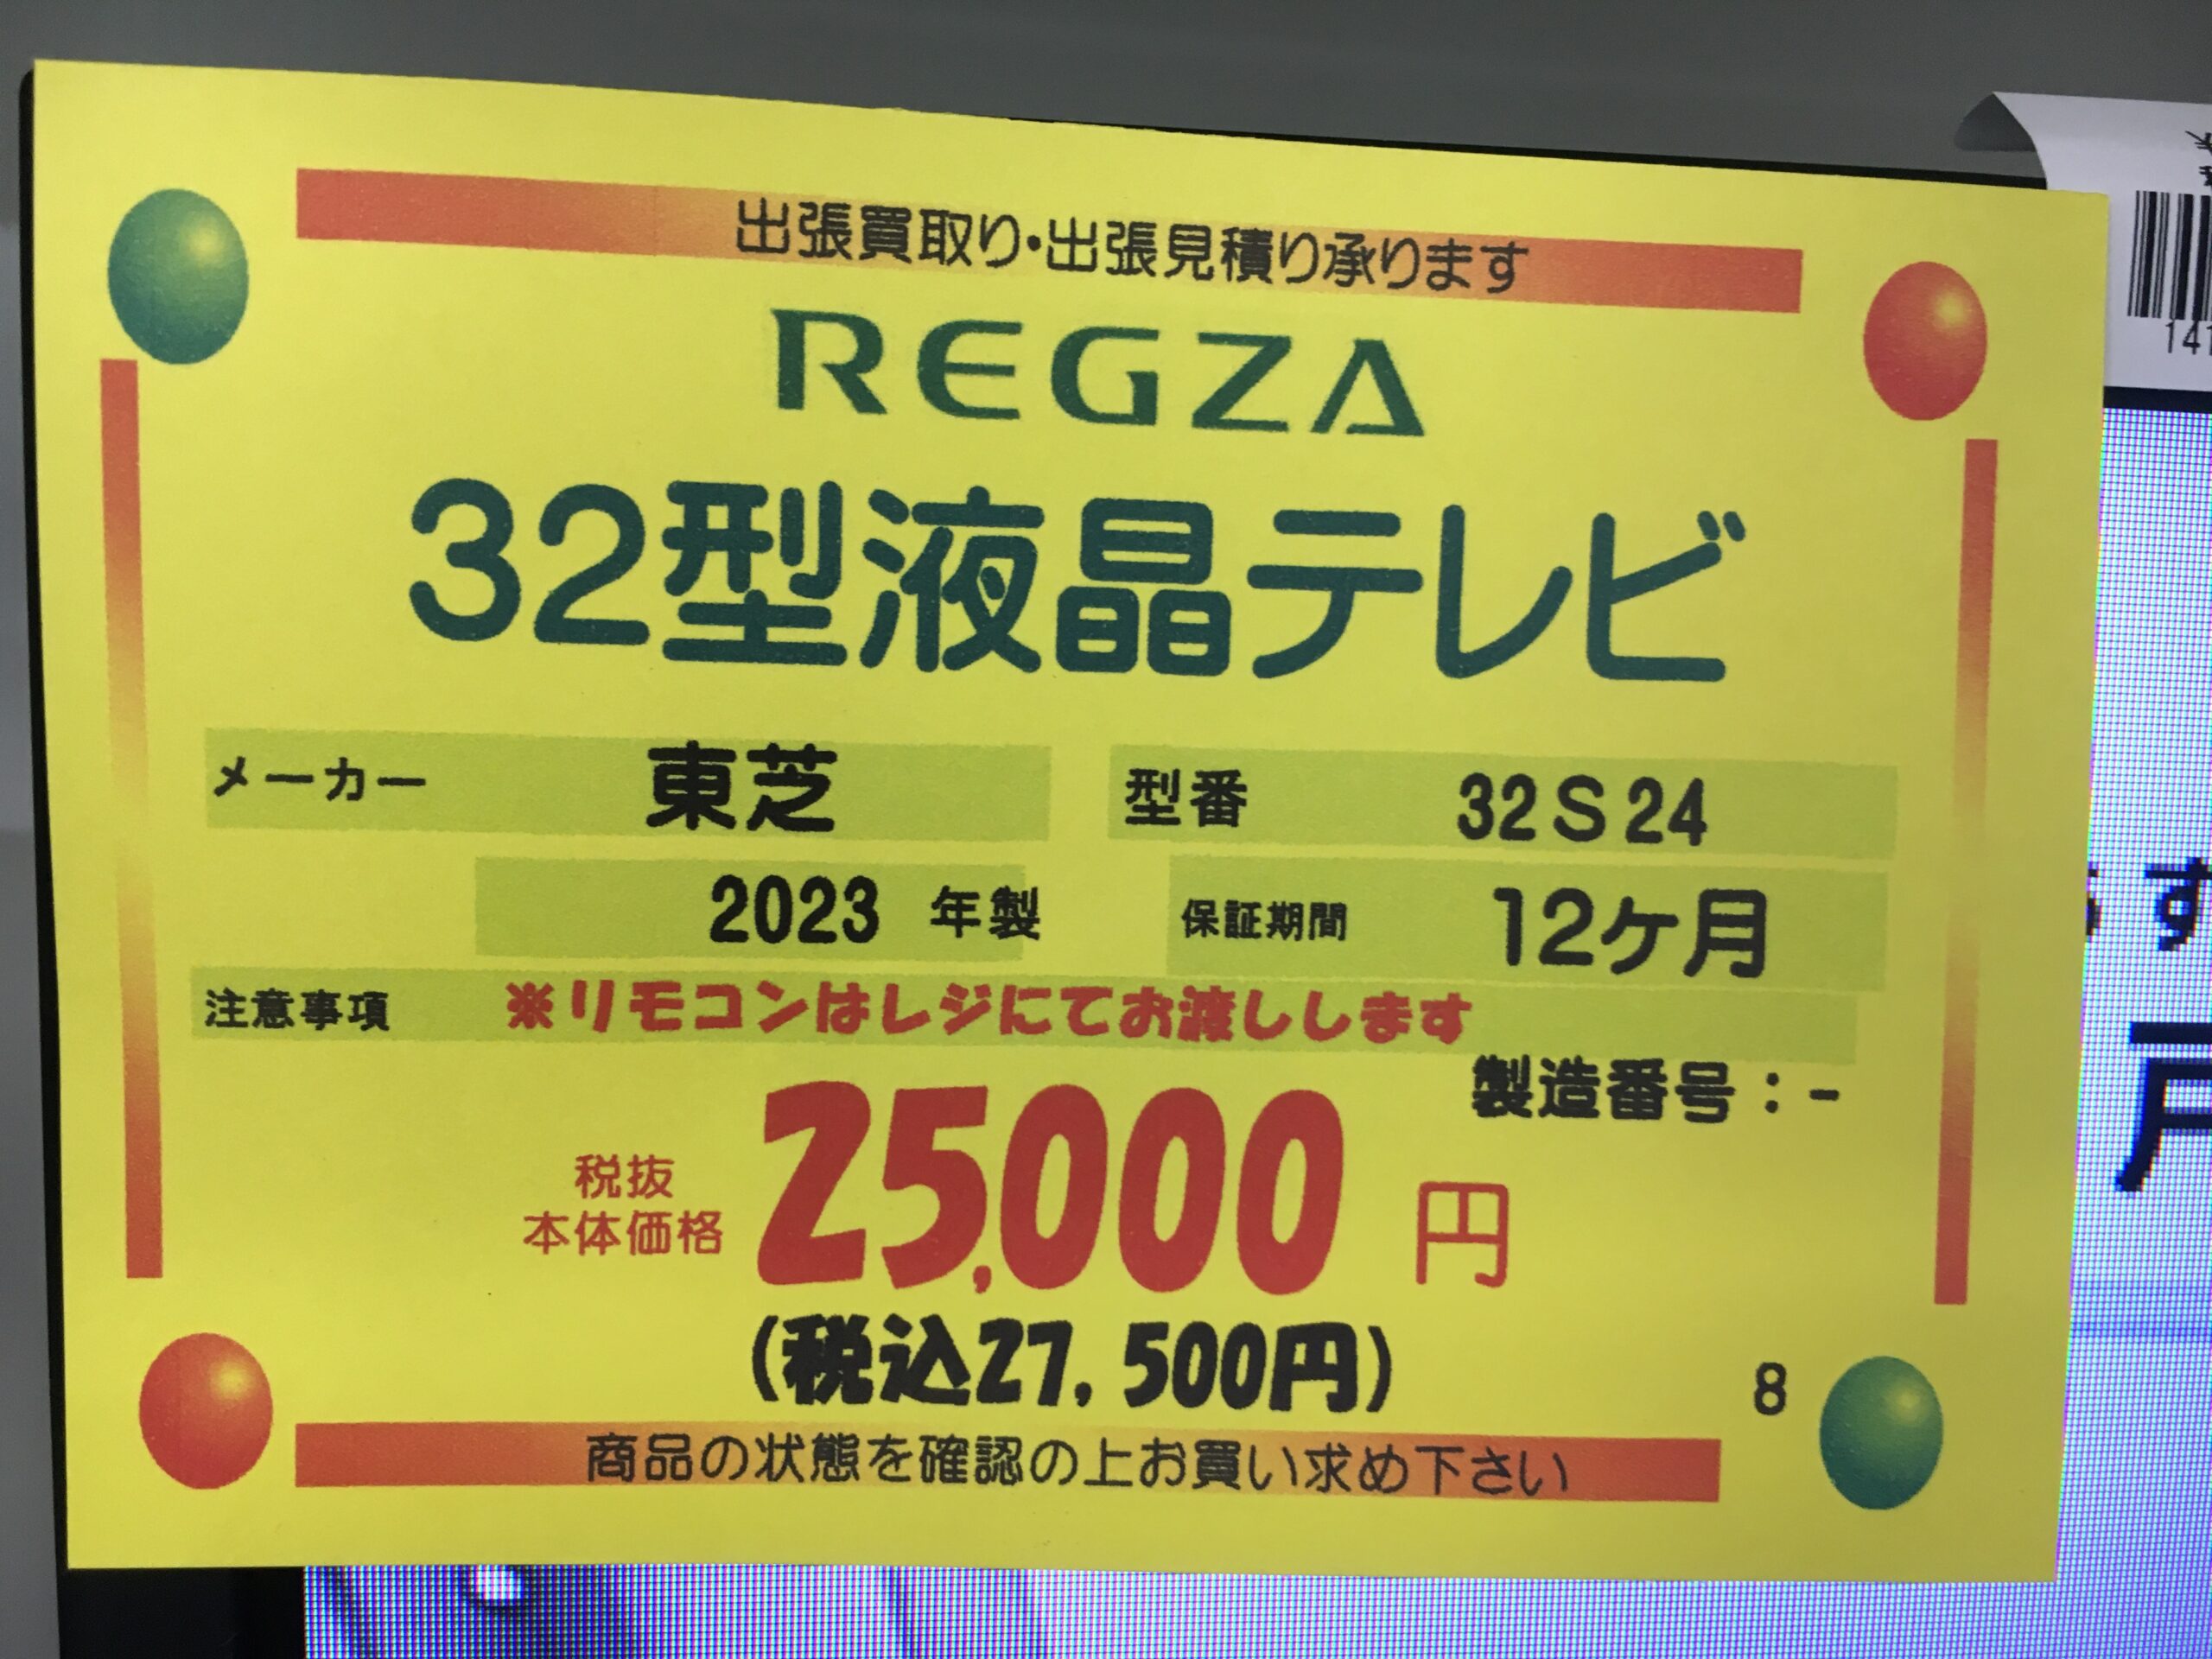 出張買取り・出張見積り承ります
REGZA
32型液晶テレビ
メーカー 東芝 型番 32S24
2023 年製 保証期間 12ケ月
注意事項 ※リモコンはレジにてお渡しします
製造番号：-
税抜
本体価格 25,000 円
(税込27,500円)
8
商品の状態を確認の上お買い求め下さい
141
す
戸